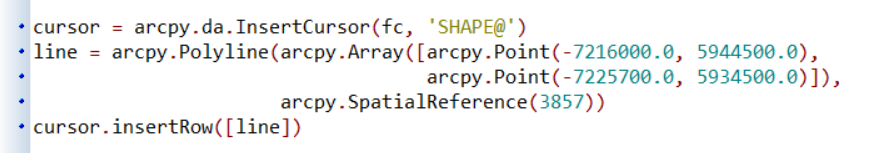 cursor = arcpy.da.InsertCursor(fc, 'SHAPE@')
line = arcpy.Polyline(arcpy.Array([arcpy.Point(-7216000.0, 5944500.0),
                                   arcpy.Point(-7225700.0, 5934500.0)]),
                      arcpy.SpatialReference(3857))
cursor.insertRow([line])